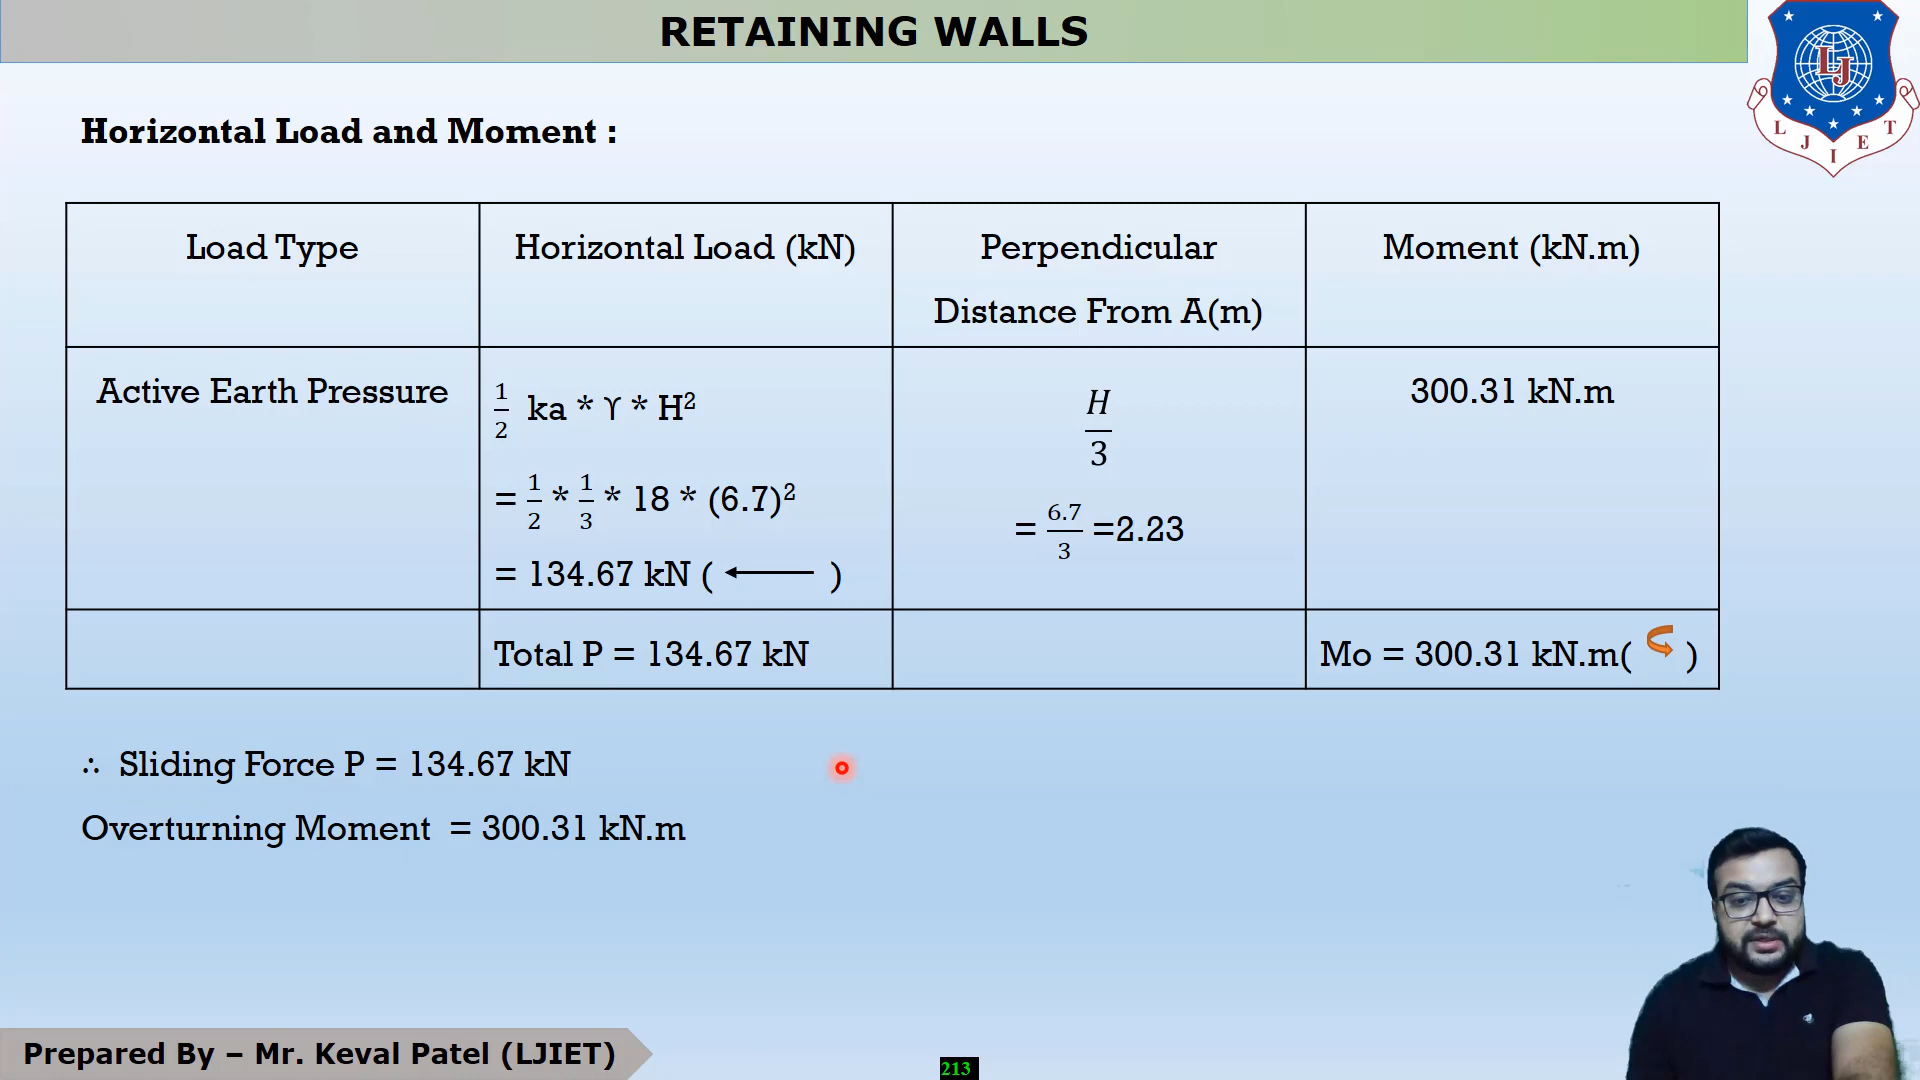 RETAINING WALLS
LJ
L J I E T
Horizontal Load and Moment :
Load Type
Horizontal Load (kN)
Perpendicular
Distance From A(m)
Moment (kN.m)
Active Earth Pressure
1/2 ka * ϒ * H²
= 1/2 * 1/3 * 18 * (6.7)²
= 134.67 kN ( ← )
H/3
= 6.7/3 =2.23
300.31 kN.m
Total P = 134.67 kN
Mo = 300.31 kN.m( )
∴ Sliding Force P = 134.67 kN
Overturning Moment = 300.31 kN.m
Prepared By – Mr. Keval Patel (LJIET)
213